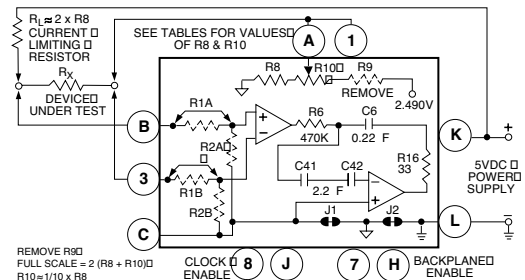 RL≈ 2 x R8
CURRENT
LIMITING
RESISTOR
SEE TABLES FOR VALUES
OF R8 & R10
A
1
RX
DEVICE
UNDER TEST
R8
R10
R9
REMOVE
2.490V
B
R1A
R2A
R6
470K
C6
0.22 F
K
+
5VDC
POWER
SUPPLY
–
R16
33
C41
C42
2.2 F
3
R1B
R2B
C
J1
J2
L
REMOVE R9
FULL SCALE = 2 (R8 + R10)
R10≈1/10 x R8
CLOCK
ENABLE
8
J
7
H
BACKPLANE
ENABLE
+
–
–
+